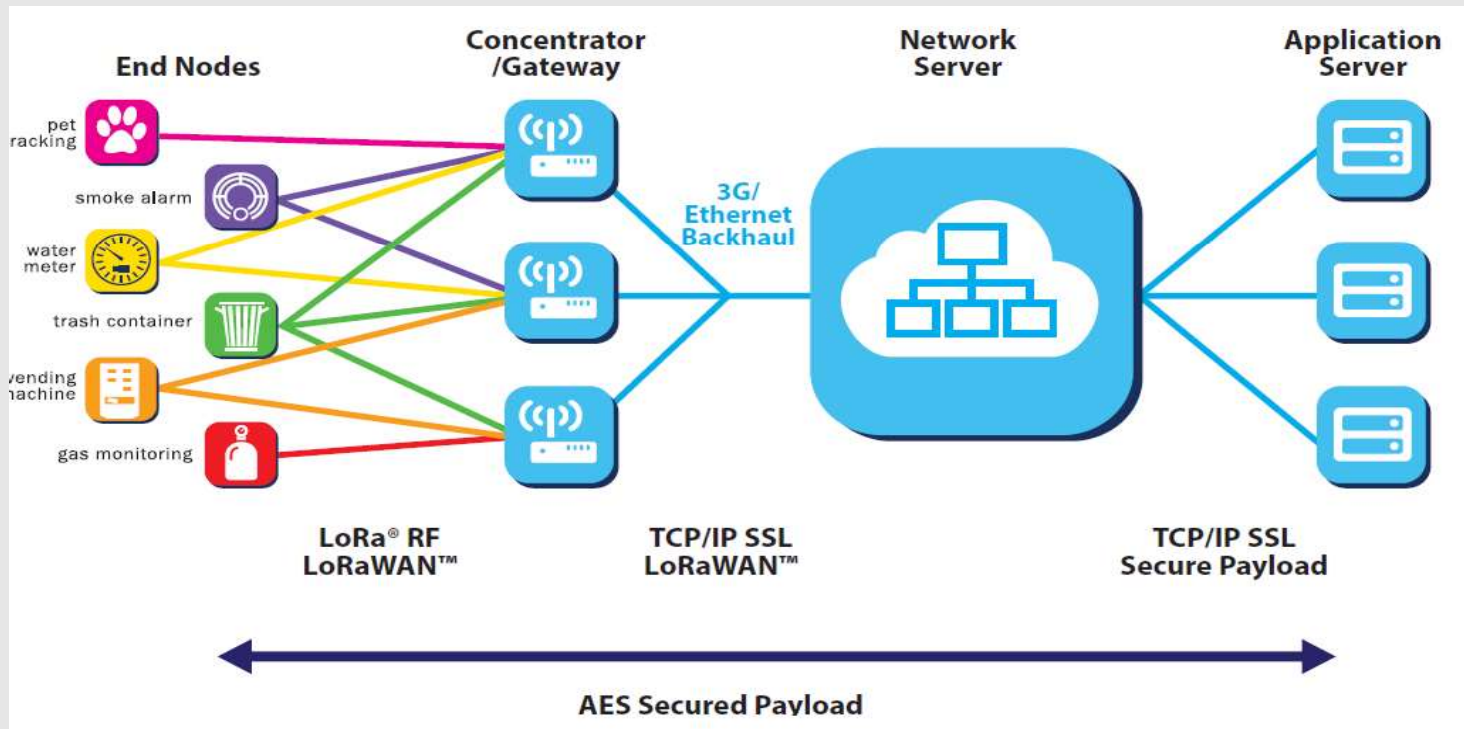 End Nodes
Concentrator
/Gateway
Network
Server
Application
Server
pet
racking
smoke alarm
water
meter
trash container
vending
machine
gas monitoring
3G/
Ethernet
Backhaul
LoRa® RF
LoRaWAN™
TCP/IP SSL
LoRaWAN™
TCP/IP SSL
Secure Payload
AES Secured Payload